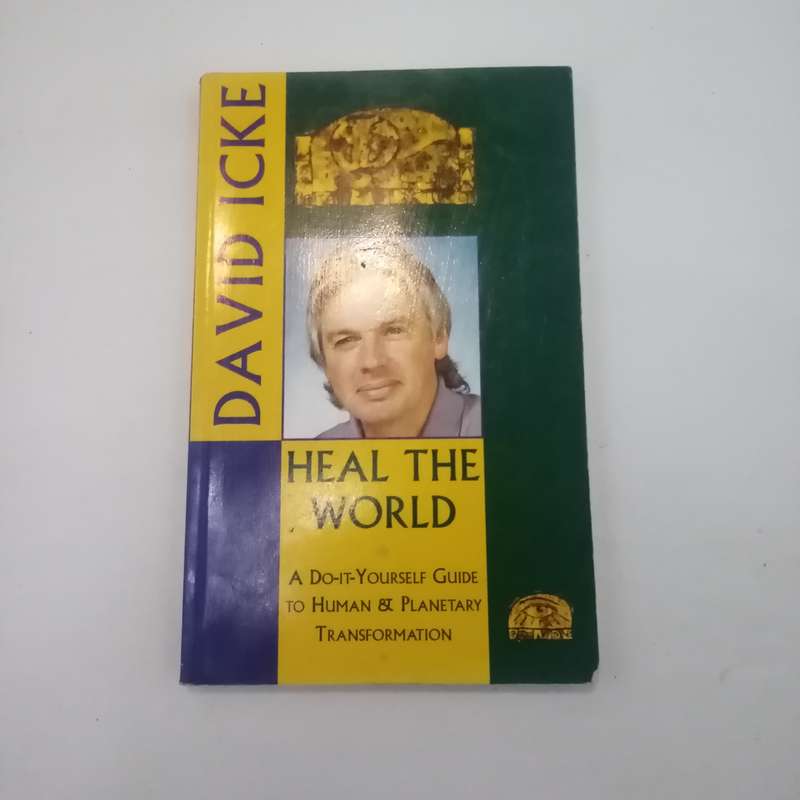 DAVID ICKE
HEAL THE
WORLD
A DO-IT-YOURSELF GUIDE
TO HUMAN & PLANETARY
TRANSFORMATION